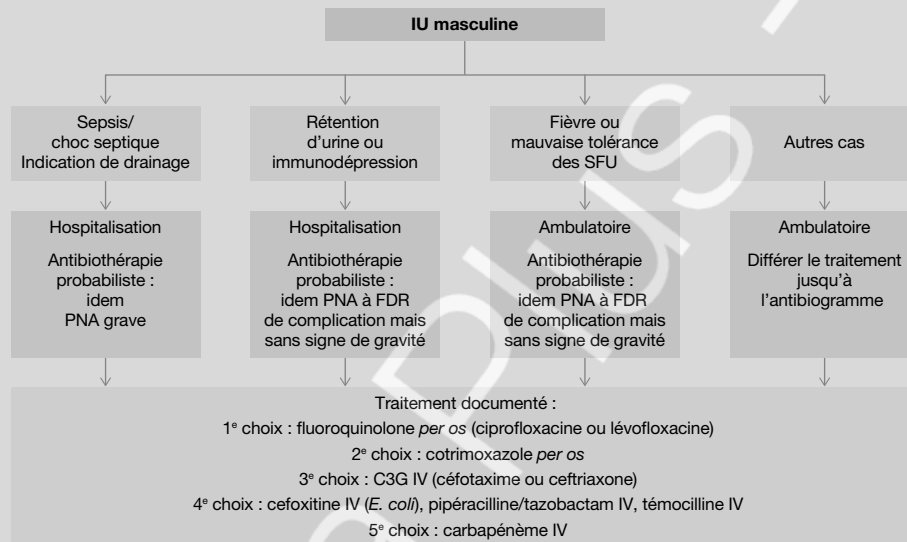 IU masculine
Sepsis/
choc septique
Indication de drainage
Rétention
d'urine ou
immunodépression
Fièvre ou
mauvaise tolérance
des SFU
Autres cas
Hospitalisation
Antibiothérapie
probabiliste :
idem
PNA grave
Hospitalisation
Antibiothérapie
probabiliste :
idem PNA à FDR
de complication mais
sans signe de gravité
Ambulatoire
Antibiothérapie
probabiliste :
idem PNA à FDR
de complication mais
sans signe de gravité
Ambulatoire
Différer le traitement
jusqu'à
l'antibiogramme
Traitement documenté :
1e choix : fluoroquinolone per os (ciprofloxacine ou lévofloxacine)
2e choix : cotrimoxazole per os
3e choix : C3G IV (céfotaxime ou ceftriaxone)
4e choix : cefoxitine IV (E. coli), pipéracilline/tazobactam IV, témocilline IV
5e choix : carbapénème IV
Plus